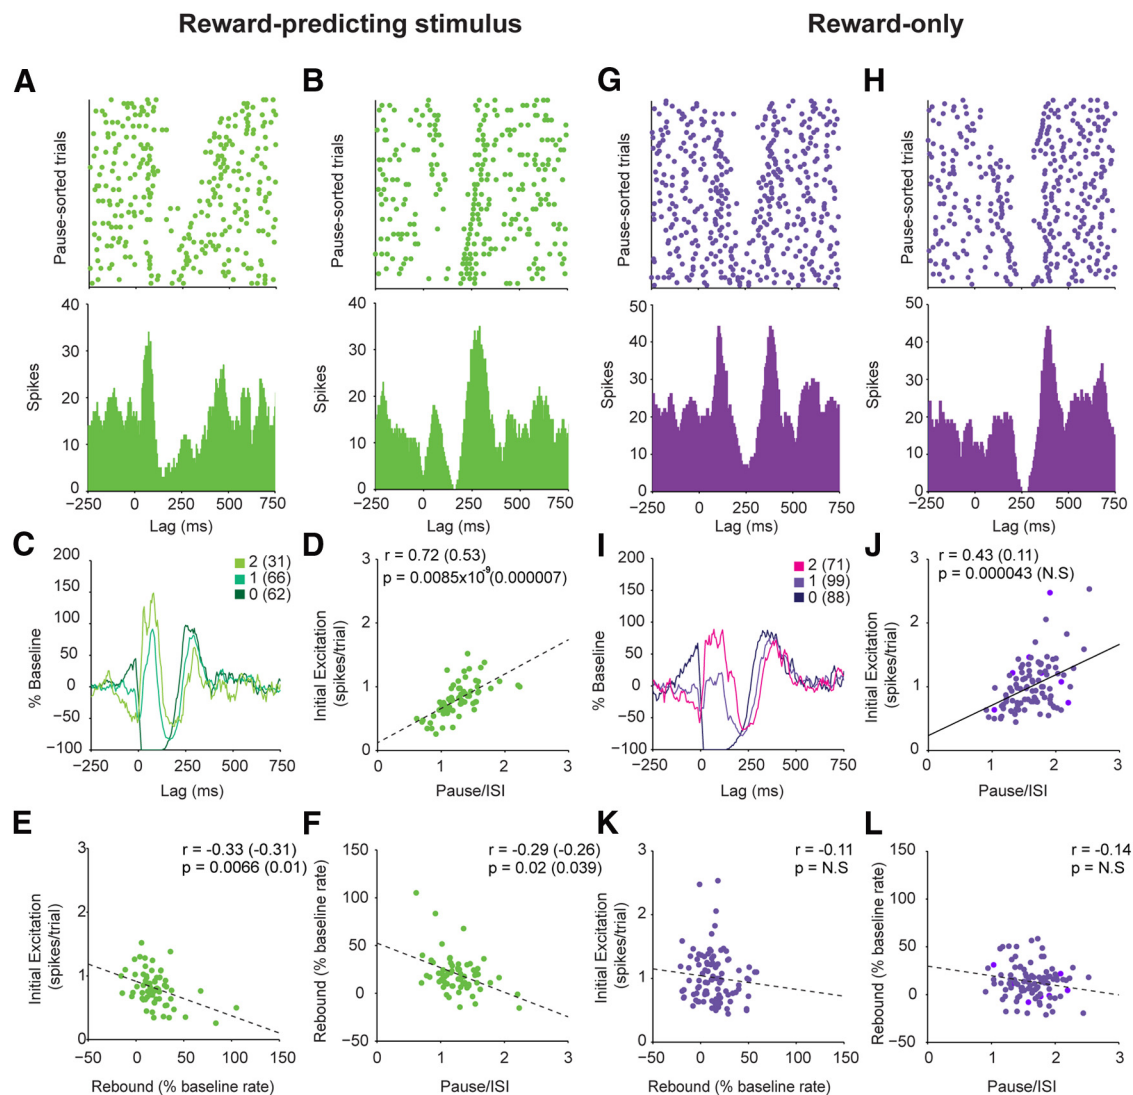 Reward-predicting stimulus
Reward-only
A
B
G
H
Pause-sorted trials
Pause-sorted trials
Pause-sorted trials
Pause-sorted trials
40
30
20
10
0
Spikes
−250 0 250 500 750
Lag (ms)
40
30
20
10
0
Spikes
−250 0 250 500 750
Lag (ms)
50
40
30
20
10
0
Spikes
−250 0 250 500 750
Lag (ms)
50
40
30
20
10
0
Spikes
−250 0 250 500 750
Lag (ms)
C
200
150
100
50
0
−50
−100
% Baseline
2 (31)
1 (66)
0 (62)
−250 0 250 500 750
Lag (ms)
D
r = 0.72 (0.53)
p = 0.0085x10-9 (0.000007)
3
2
1
0
Initial Excitation
(spikes/trial)
0 1 2 3
Pause/ISI
I
200
150
100
50
0
−50
−100
% Baseline
2 (71)
1 (99)
0 (88)
−250 0 250 500 750
Lag (ms)
J
r = 0.43 (0.11)
p = 0.000043 (N.S)
3
2
1
0
Initial Excitation
(spikes/trial)
0 1 2 3
Pause/ISI
E
r = -0.33 (-0.31)
p = 0.0066 (0.01)
3
2
1
0
Initial Excitation
(spikes/trial)
−50 0 50 100 150
Rebound (% baseline rate)
F
r = -0.29 (-0.26)
p = 0.02 (0.039)
150
100
50
0
−50
Rebound (% baseline rate)
0 1 2 3
Pause/ISI
K
r = -0.11
p = N.S
3
2
1
0
Initial Excitation
(spikes/trial)
−50 0 50 100 150
Rebound (% baseline rate)
L
r = -0.14
p = N.S
150
100
50
0
−50
Rebound (% baseline rate)
0 1 2 3
Pause/ISI